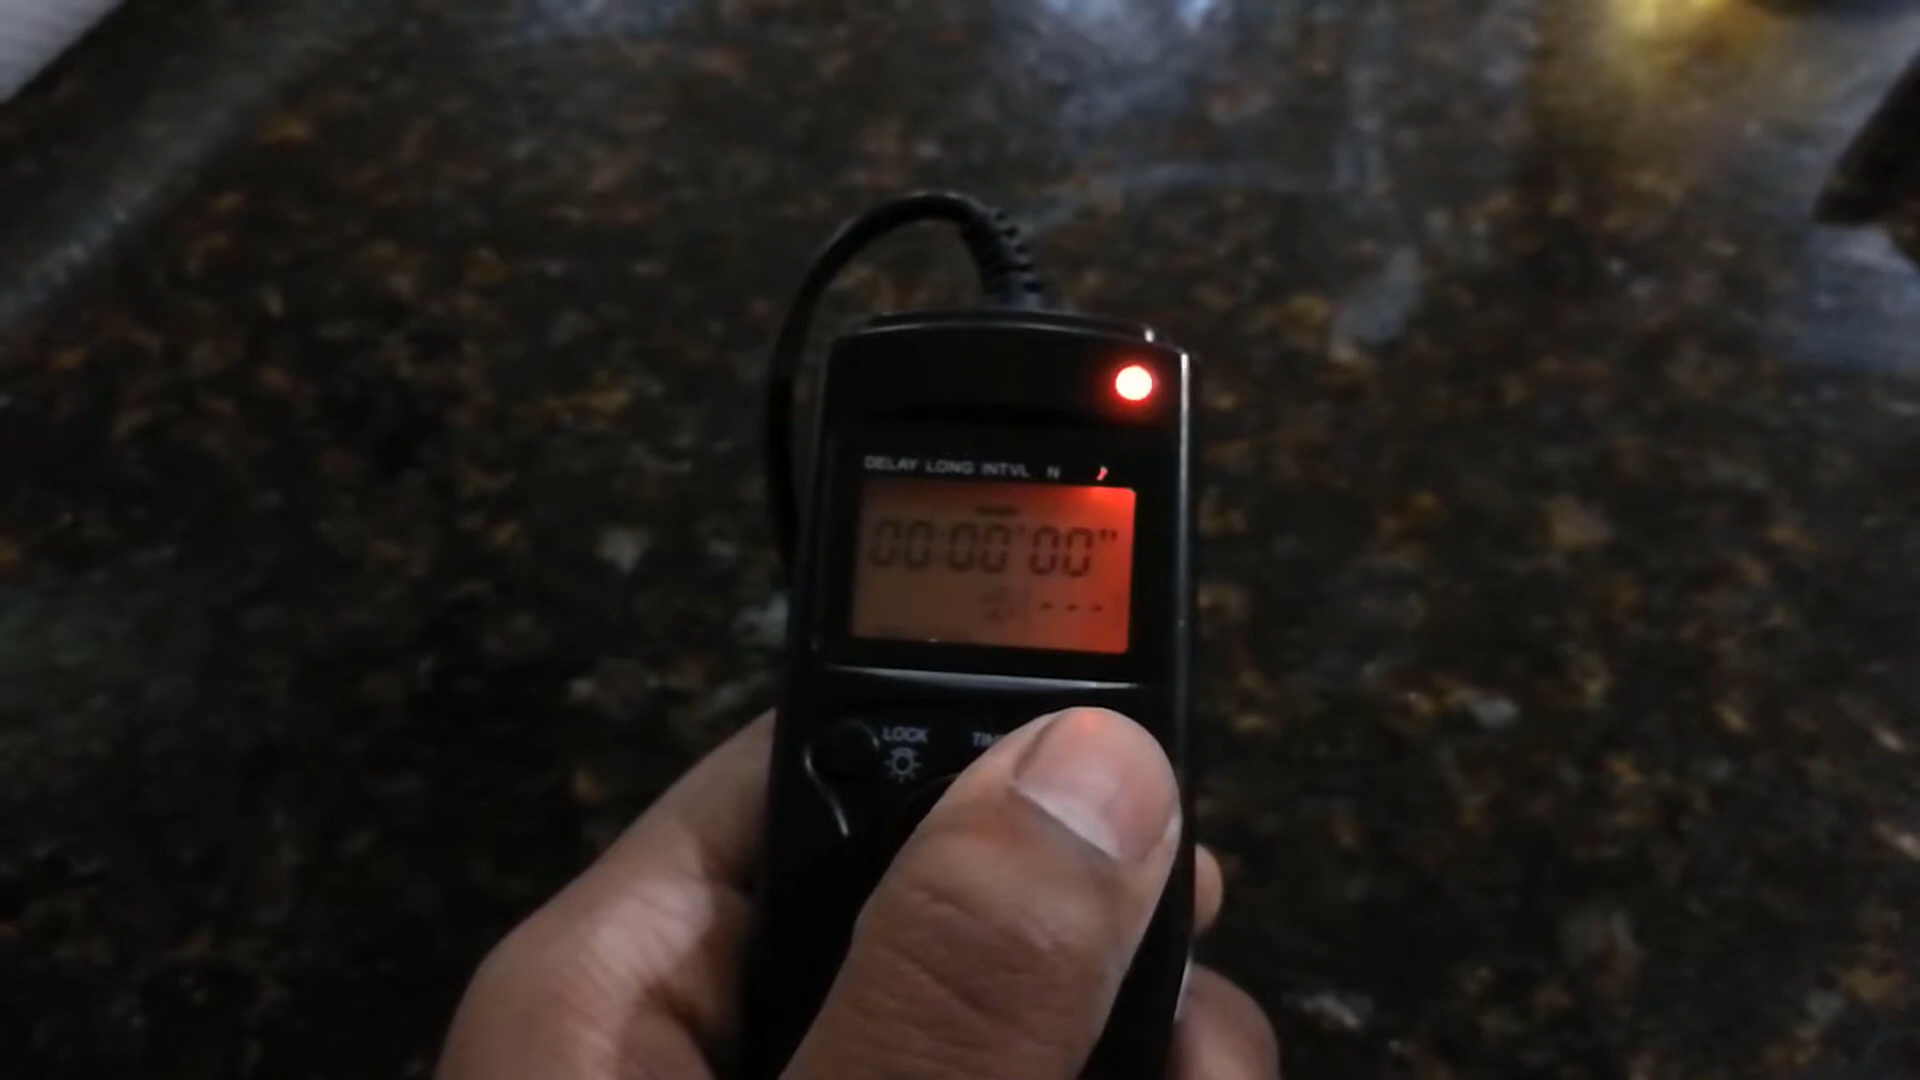 DELAY LONG INTVL N ♪
00:00'00"
---
LOCK